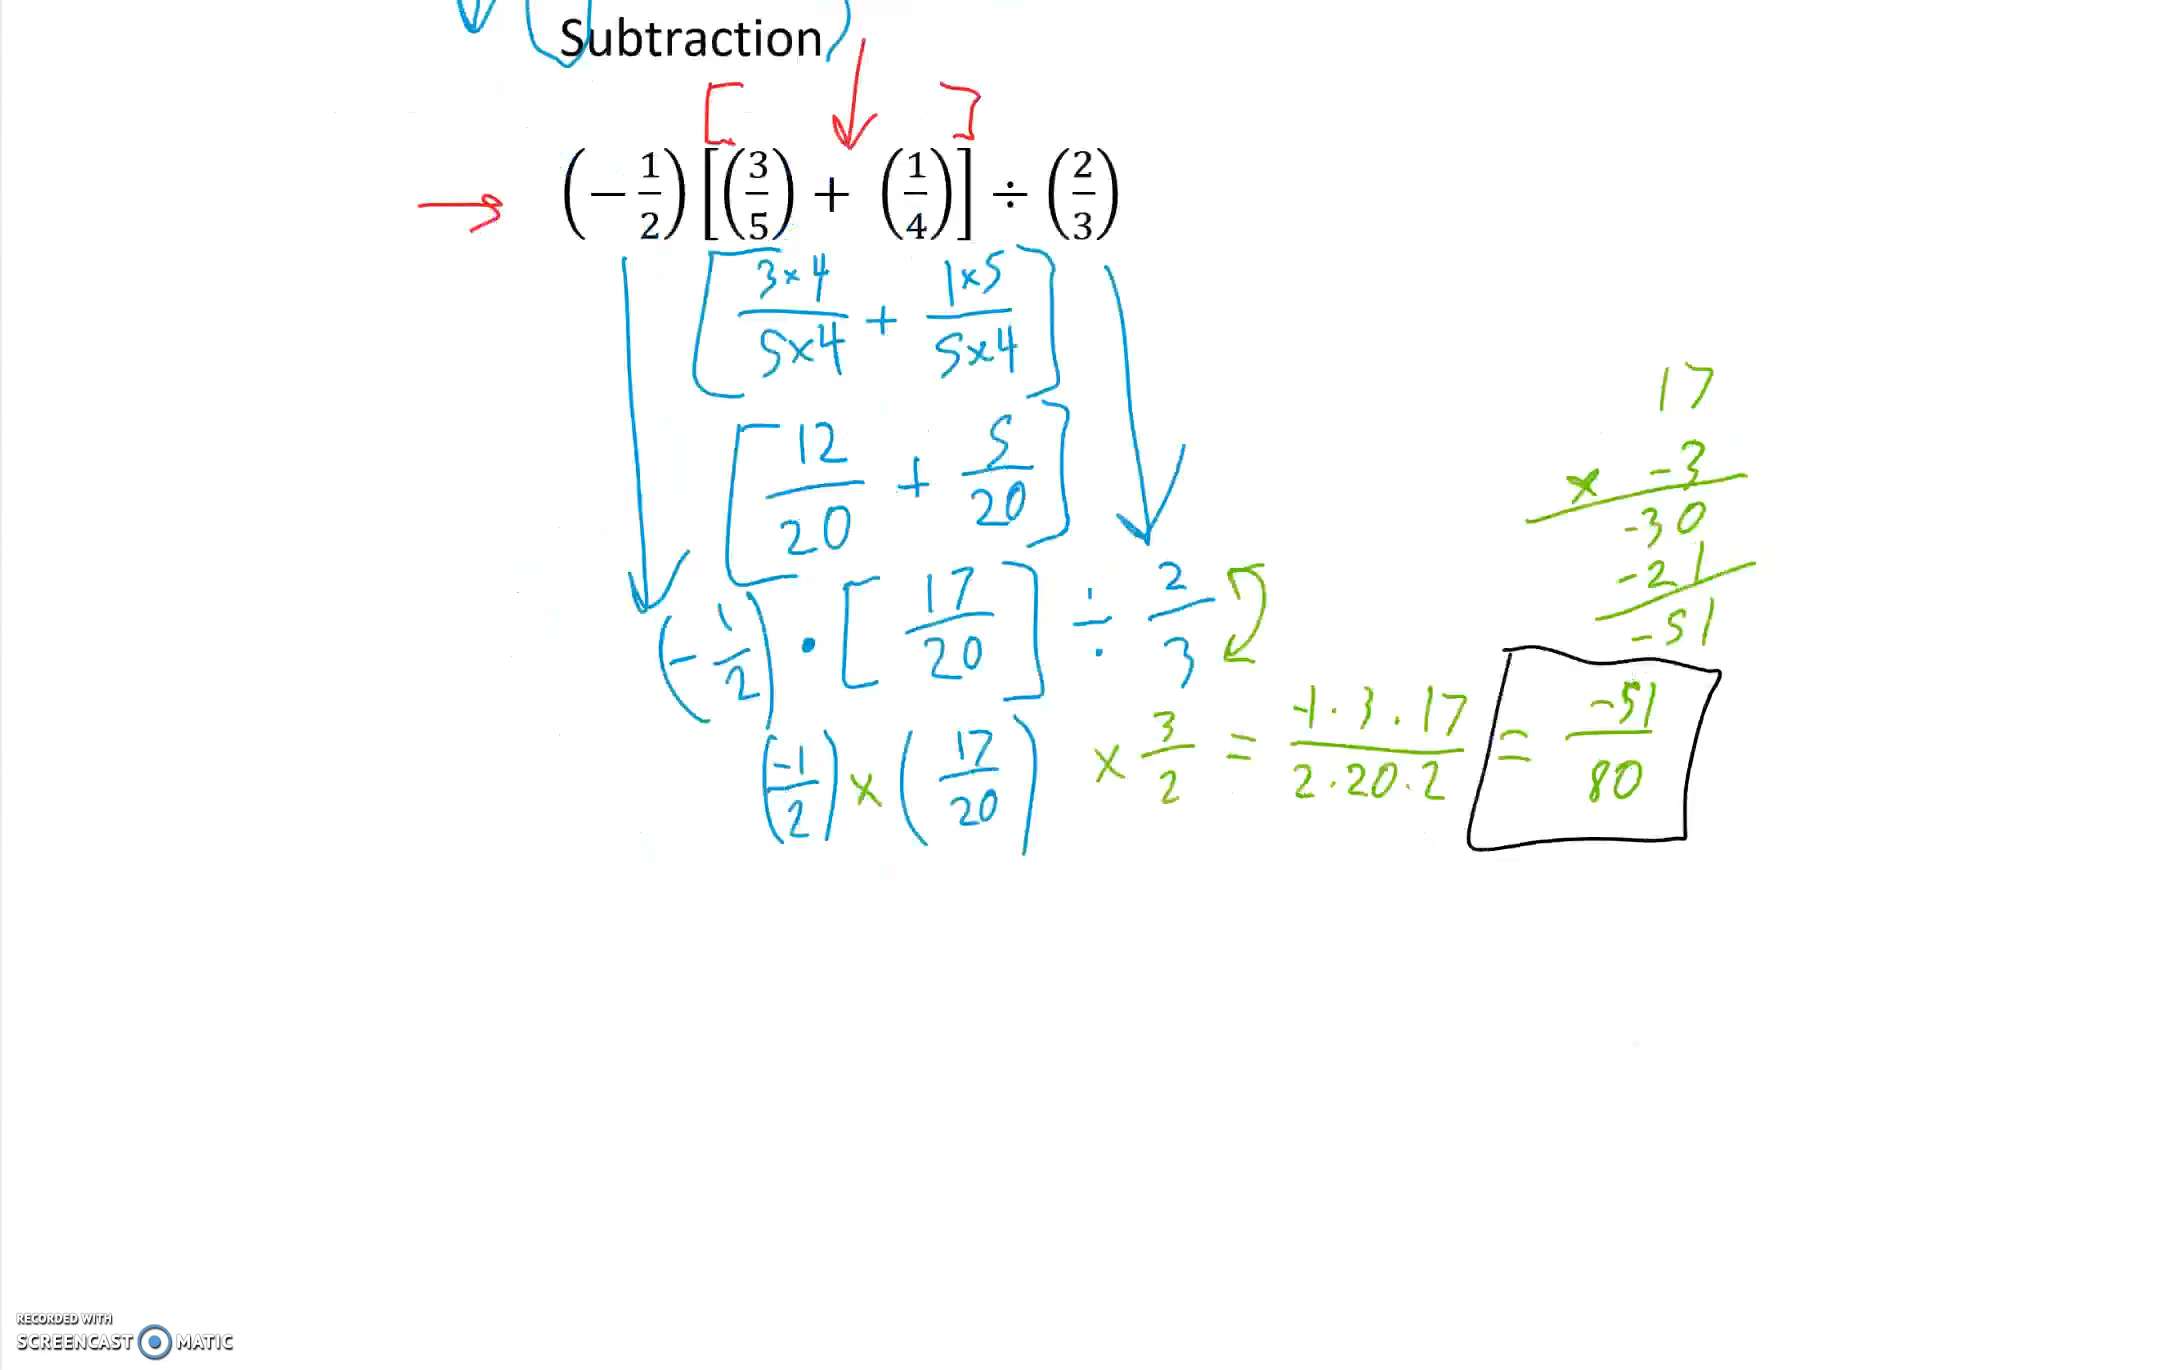 Subtraction
[ ]
(−1/2)[(3/5) + (1/4)] ÷ (2/3)
[3×4/5×4 + 1×5/5×4]
[12/20 + 5/20]
(−1/2) · [17/20] ÷ 2/3
(−1/2) × (17/20) × 3/2 = −1·3·17/2·20·2 = −51/80
17
× −3
−30
−21
−51
RECORDED WITH
SCREENCAST MATIC